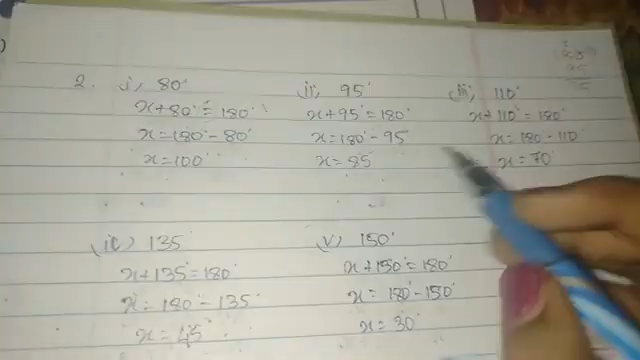 2. i, 80° (ii, 95° (iii, 110°
x+80° = 180° x+95° = 180° x+110° = 180°
x = 180° - 80° x = 180° - 95° x = 180 - 110°
x = 100° x = 85° x = 70°
135° v) 150°
x+135° = 180° x+150° = 180°
x = 180° - 135° x = 180° - 150°
x = 45° x = 30°